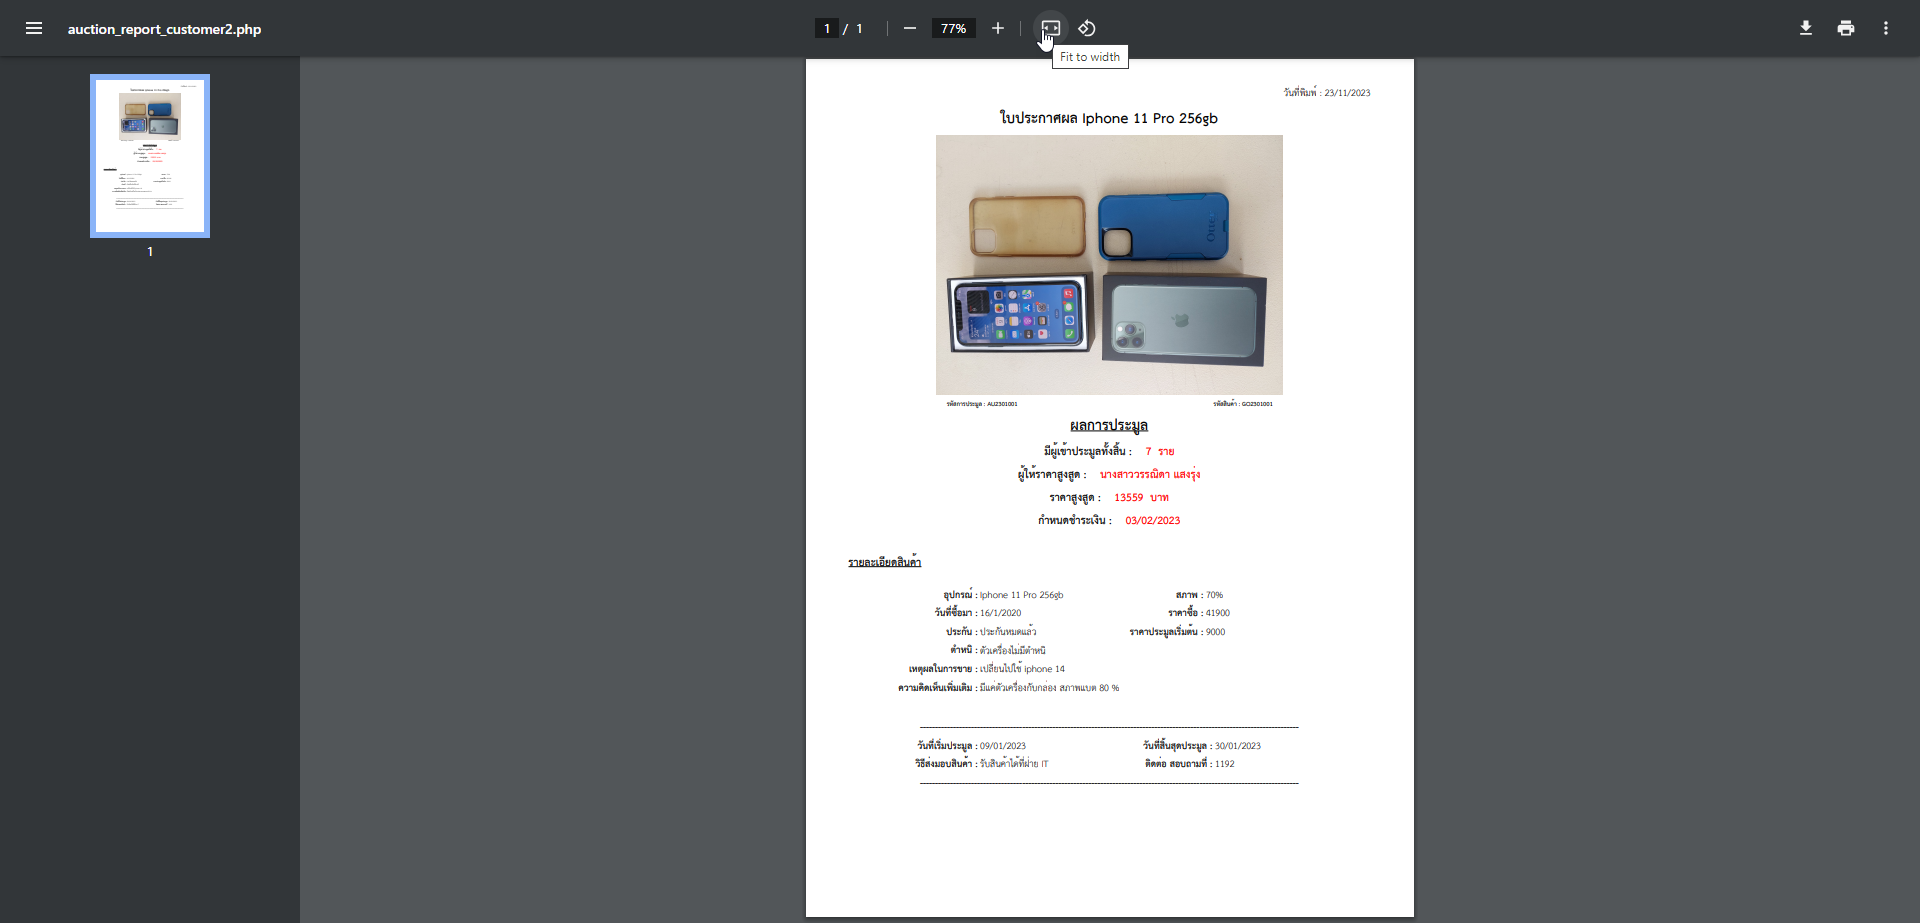 auction_report_customer2.php
1 / 1
77%
Fit to width
1
วันที่พิมพ์ : 23/11/2023
ใบประกาศผล Iphone 11 Pro 256gb
รหัสการประมูล : AU2301001 รหัสสินค้า : GO2301001
ผลการประมูล
มีผู้เข้าประมูลทั้งสิ้น : 7 ราย
ผู้ให้ราคาสูงสุด : นางสาววรรณิดา แสงรุ่ง
ราคาสูงสุด : 13559 บาท
กำหนดชำระเงิน : 03/02/2023
รายละเอียดสินค้า
อุปกรณ์ : Iphone 11 Pro 256gb สภาพ : 70%
วันที่ซื้อมา : 16/1/2020 ราคาซื้อ : 41900
ประกัน : ประกันหมดแล้ว ราคาประมูลเริ่มต้น : 9000
ตำหนิ : ตัวเครื่องไม่มีตำหนิ
เหตุผลในการขาย : เปลี่ยนไปใช้ iphone 14
ความคิดเห็นเพิ่มเติม : มีแค่ตัวเครื่องกับกล่อง สภาพแบต 80 %
วันที่เริ่มประมูล : 09/01/2023 วันที่สิ้นสุดประมูล : 30/01/2023
วิธีส่งมอบสินค้า : รับสินค้าได้ที่ฝ่าย IT ติดต่อ สอบถามที่ : 1192